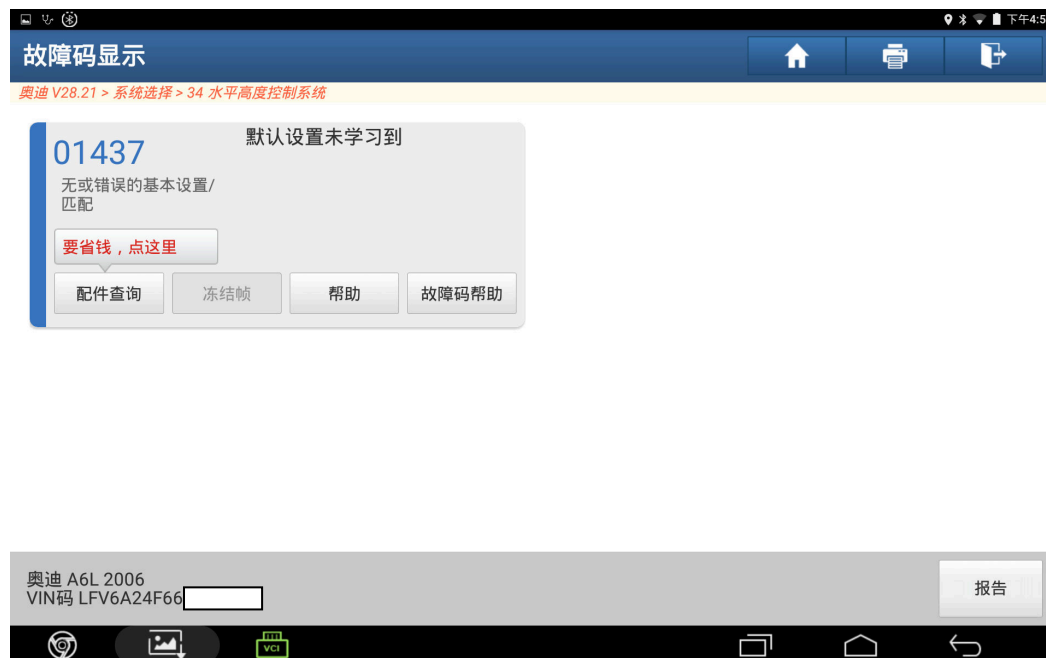 下午4:5
故障码显示
奥迪 V28.21 > 系统选择 > 34 水平高度控制系统
01437
默认设置未学习到
无或错误的基本设置/
匹配
要省钱，点这里
配件查询
冻结帧
帮助
故障码帮助
奥迪 A6L 2006
VIN码 LFV6A24F66
报告
VCI